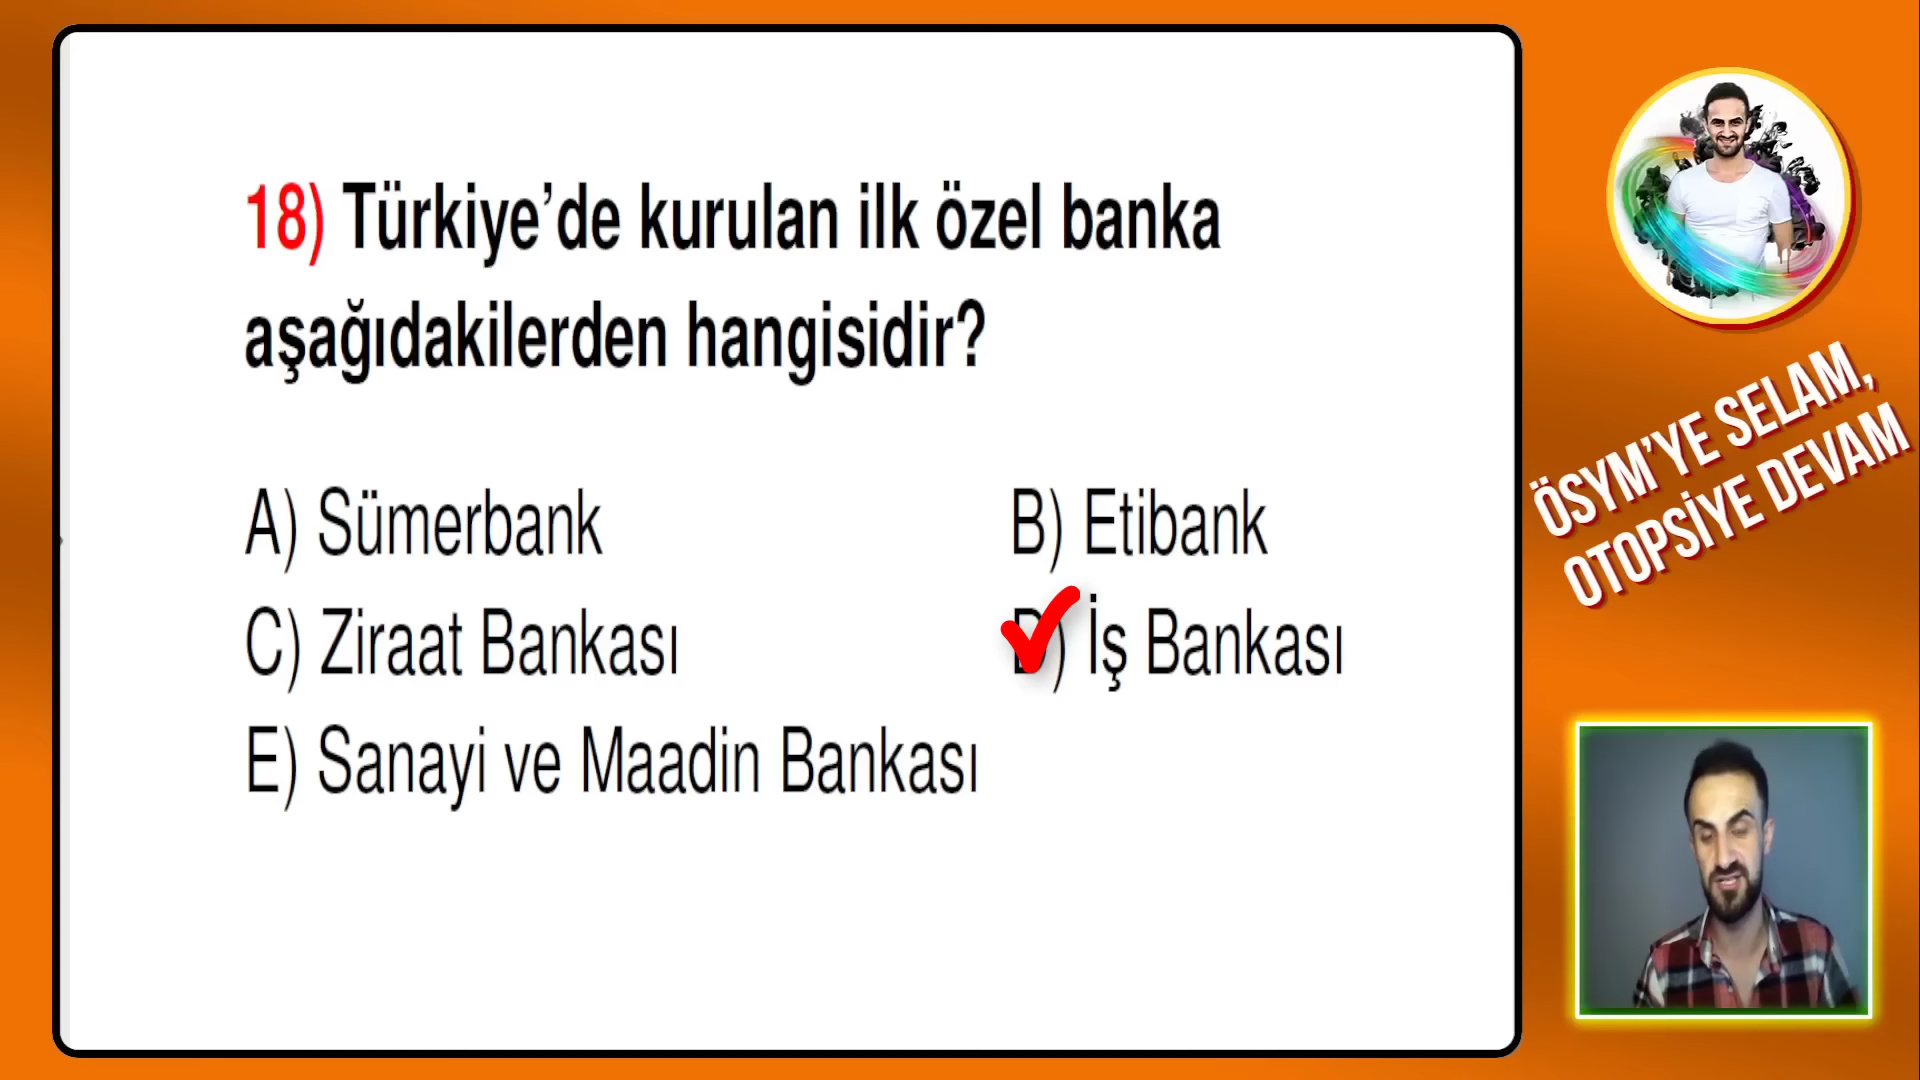 18) Türkiye’de kurulan ilk özel banka
aşağıdakilerden hangisidir?
A) Sümerbank
B) Etibank
C) Ziraat Bankası
D) İş Bankası
E) Sanayi ve Maadin Bankası
ÖSYM’YE SELAM,
OTOPSİYE DEVAM